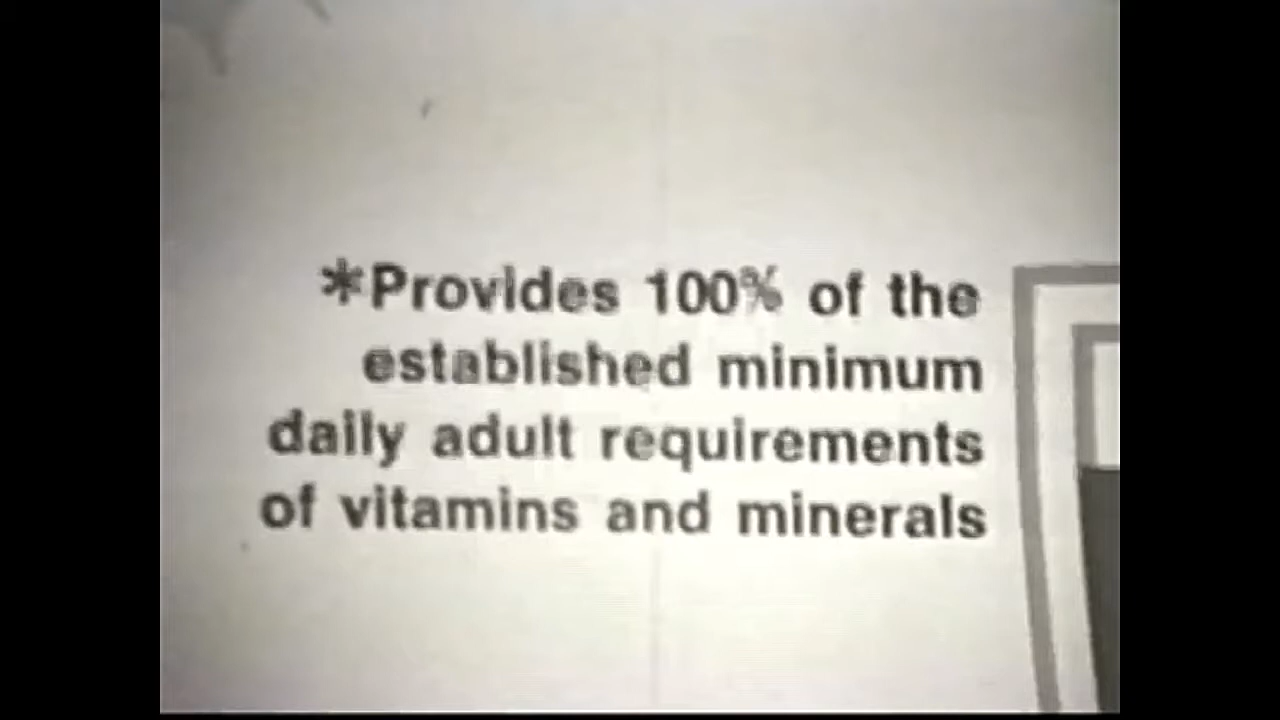 *Provides 100% of the
established minimum
daily adult requirements
of vitamins and minerals